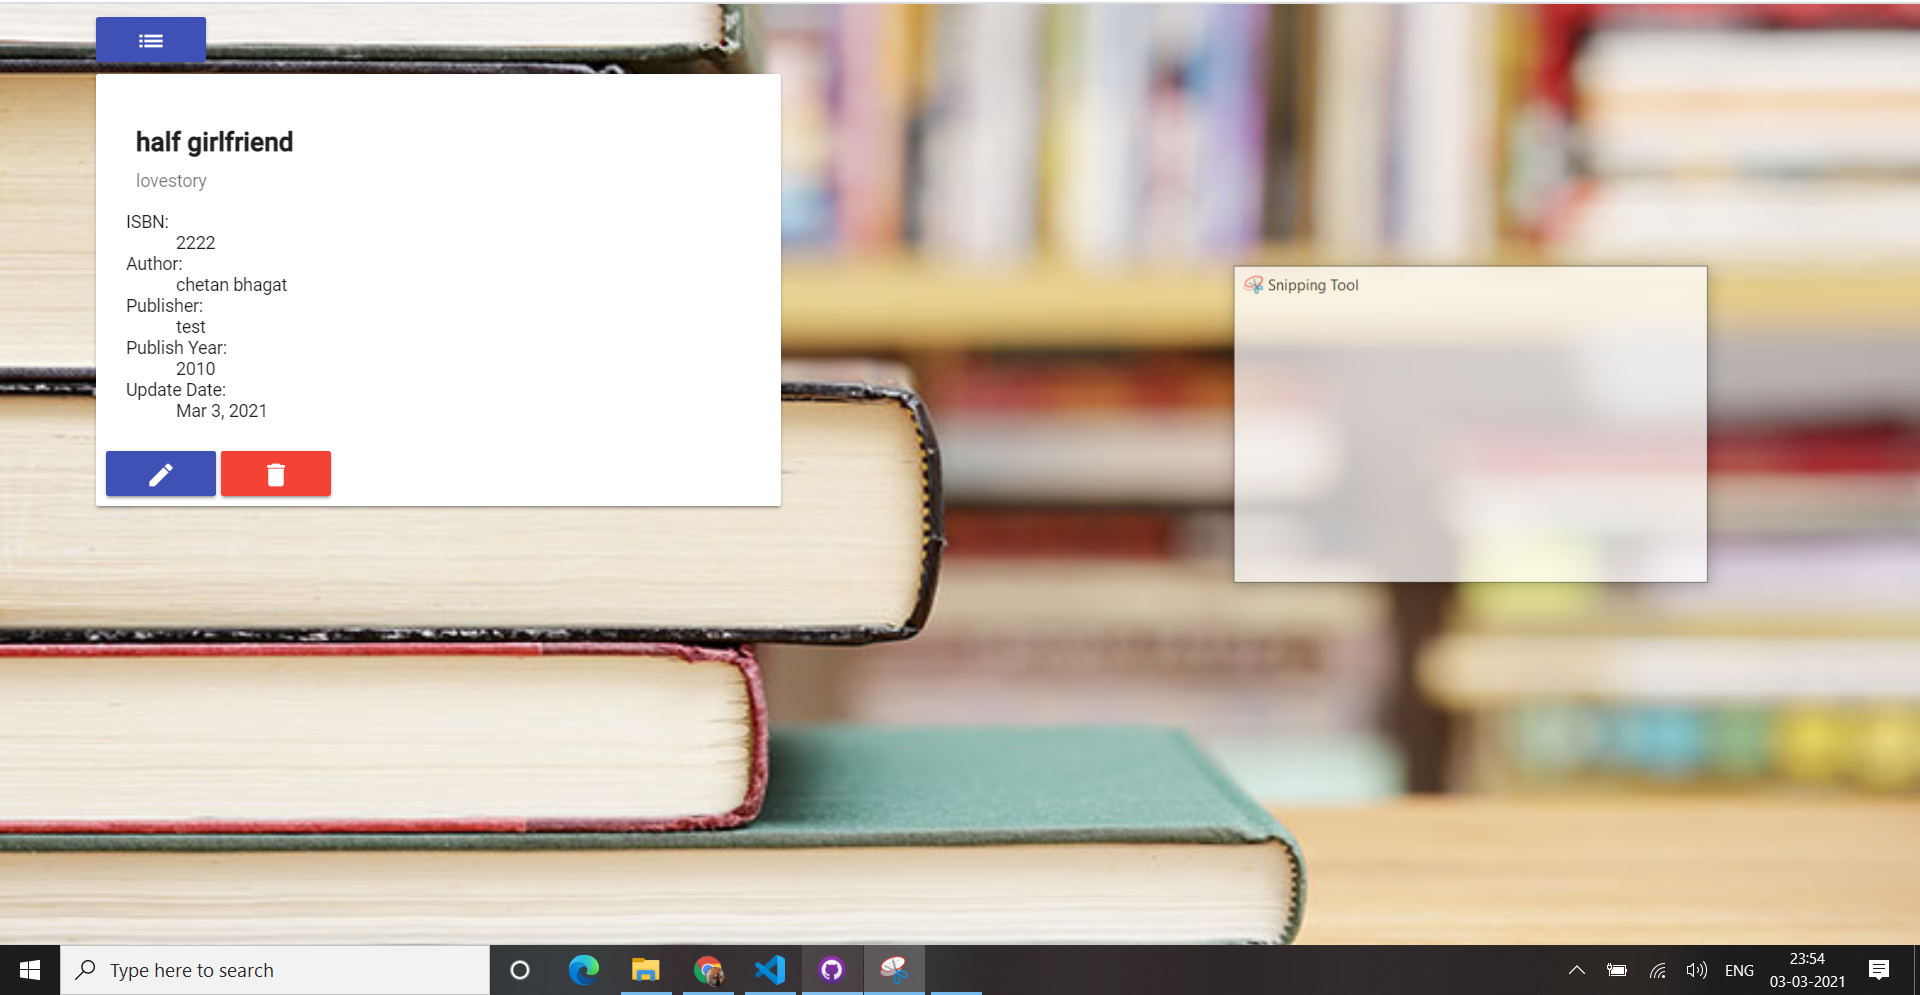 half girlfriend
lovestory
ISBN:
2222
Author:
chetan bhagat
Publisher:
test
Publish Year:
2010
Update Date:
Mar 3, 2021
Snipping Tool
Type here to search
ENG
23:54
03-03-2021